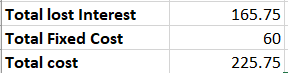 Total lost Interest 165.75
Total Fixed Cost 60
Total cost 225.75